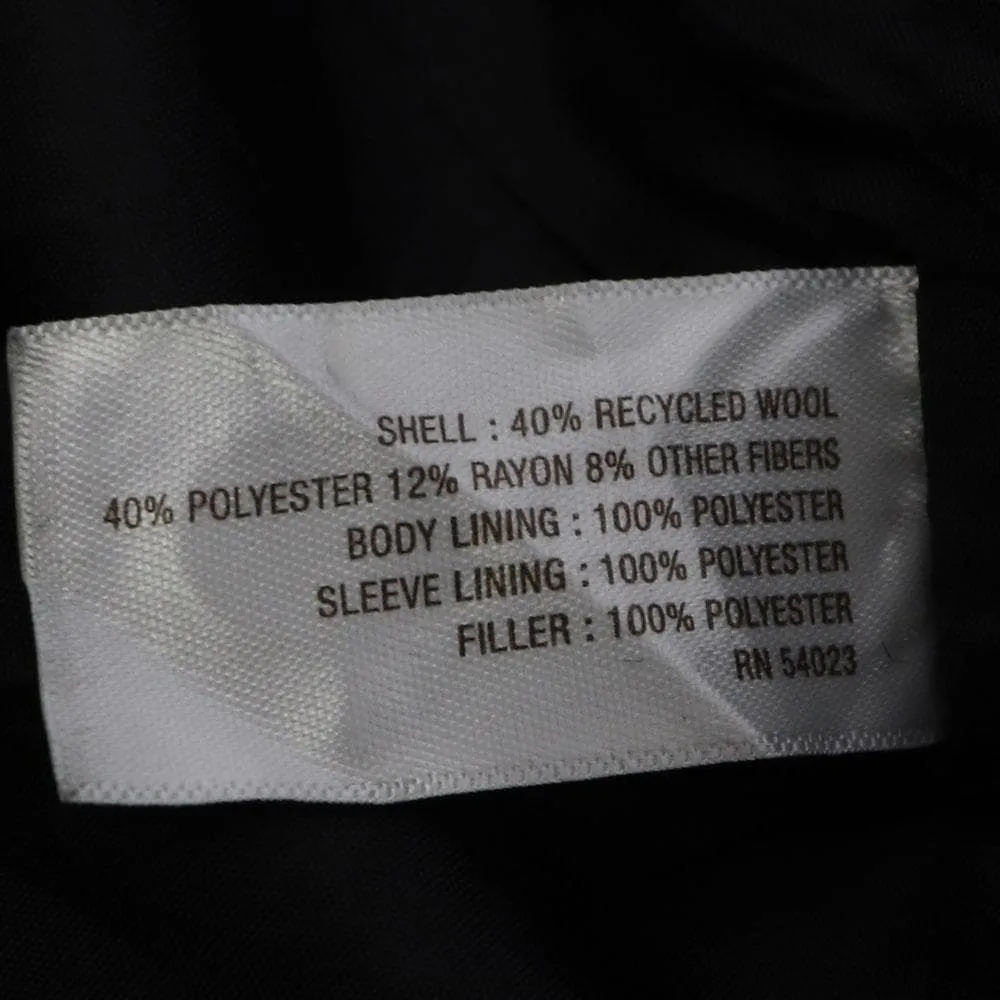 SHELL : 40% RECYCLED WOOL
40% POLYESTER 12% RAYON 8% OTHER FIBERS
BODY LINING : 100% POLYESTER
SLEEVE LINING : 100% POLYESTER
FILLER : 100% POLYESTER
RN 54023